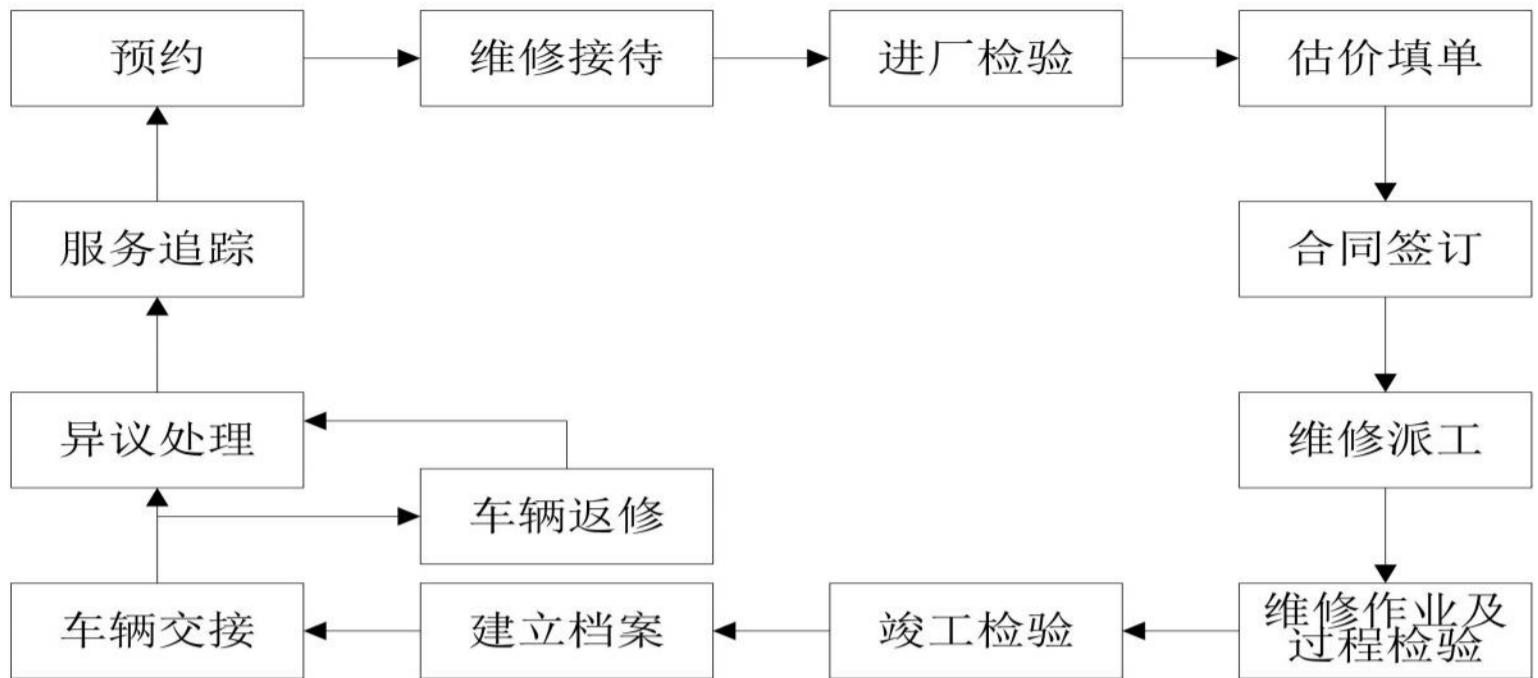 预约
维修接待
进厂检验
估价填单
服务追踪
合同签订
异议处理
维修派工
车辆返修
车辆交接
建立档案
竣工检验
维修作业及
过程检验